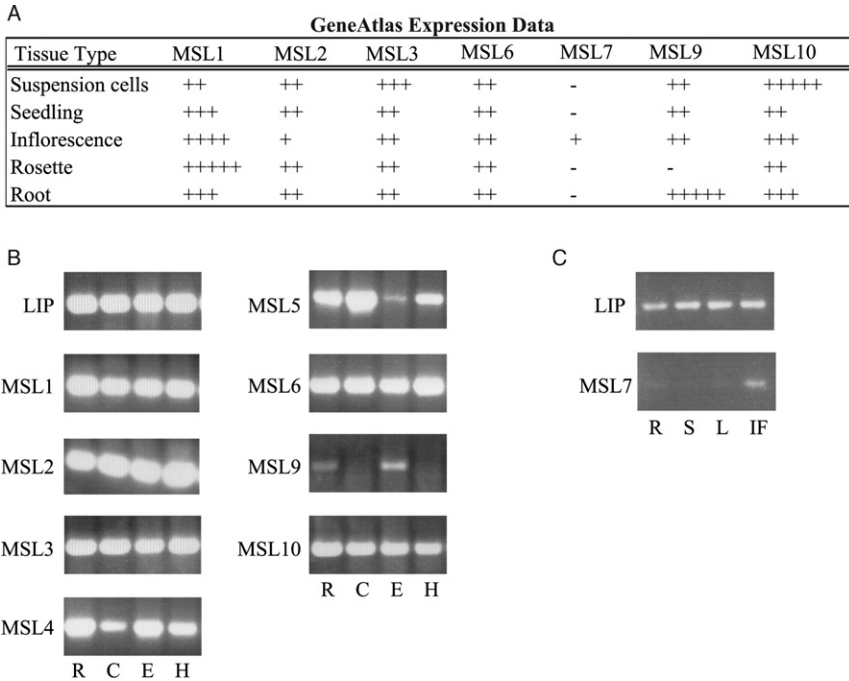 A
GeneAtlas Expression Data
Tissue Type MSL1 MSL2 MSL3 MSL6 MSL7 MSL9 MSL10
Suspension cells ++ ++ +++ ++ - ++ +++++
Seedling +++ ++ ++ ++ - ++ ++
Inflorescence ++++ + ++ ++ + ++ +++
Rosette +++++ ++ ++ ++ - - ++
Root +++ ++ ++ ++ - +++++ +++
B
LIP
MSL1
MSL2
MSL3
MSL4
R C E H
MSL5
MSL6
MSL9
MSL10
R C E H
C
LIP
MSL7
R S L IF